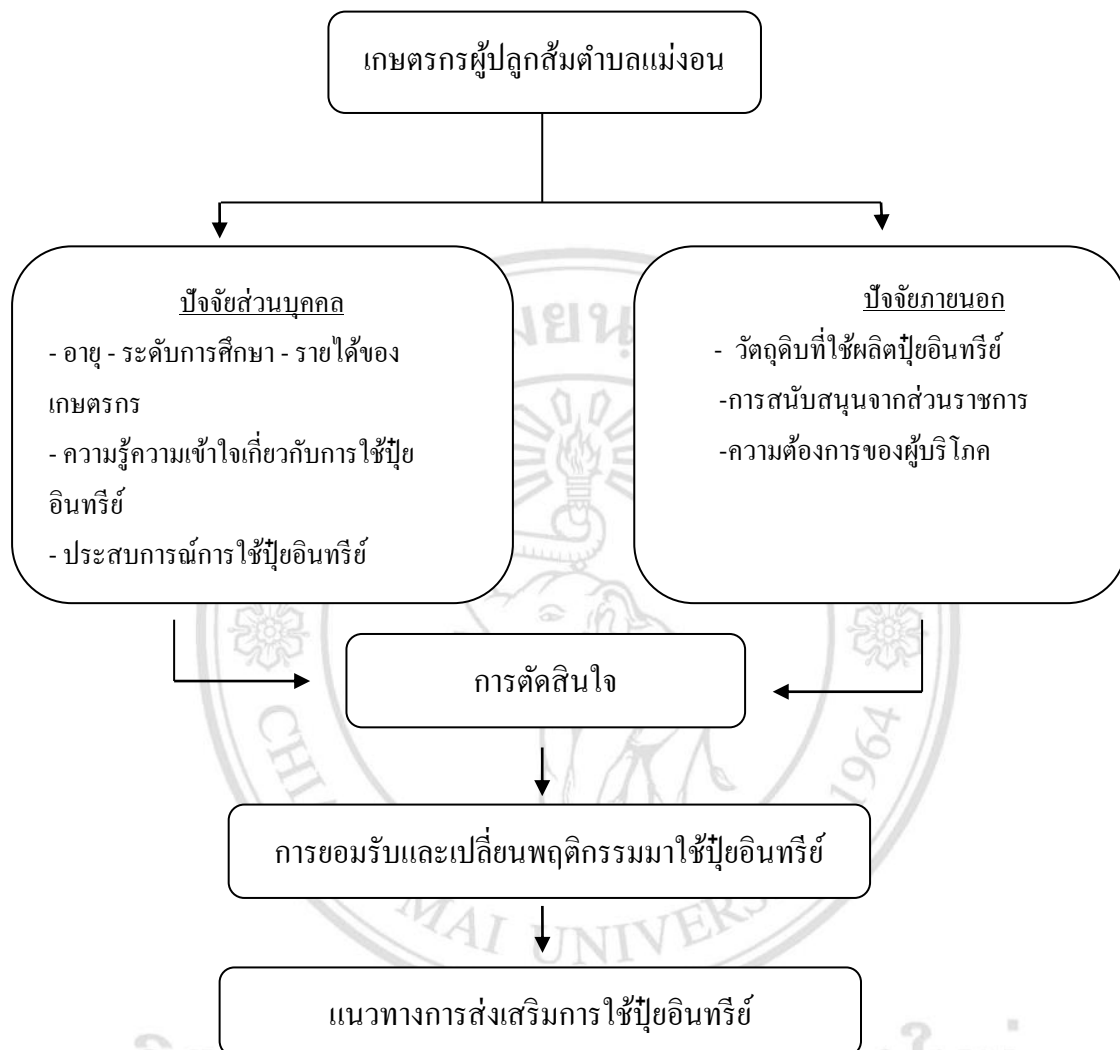 เกษตรกรผู้ปลูกส้มตำบลแม่งอน
ปัจจัยส่วนบุคคล
- อายุ - ระดับการศึกษา - รายได้ของ
เกษตรกร
- ความรู้ความเข้าใจเกี่ยวกับการใช้ปุ๋ย
อินทรีย์
- ประสบการณ์การใช้ปุ๋ยอินทรีย์
ปัจจัยภายนอก
- วัตถุดิบที่ใช้ผลิตปุ๋ยอินทรีย์
-การสนับสนุนจากส่วนราชการ
-ความต้องการของผู้บริโภค
การตัดสินใจ
การยอมรับและเปลี่ยนพฤติกรรมมาใช้ปุ๋ยอินทรีย์
แนวทางการส่งเสริมการใช้ปุ๋ยอินทรีย์
MAI UNIVERS
1964